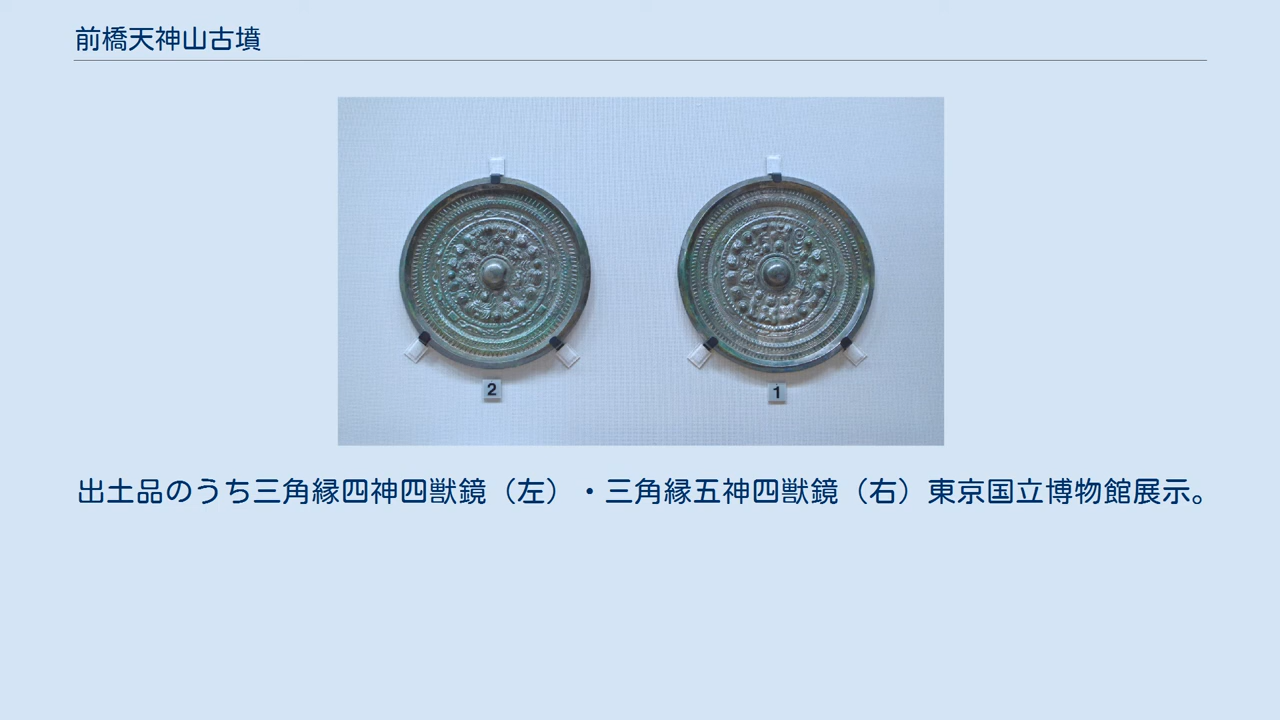 前橋天神山古墳
2
1
出土品のうち三角縁四神四獣鏡（左）・三角縁五神四獣鏡（右）東京国立博物館展示。